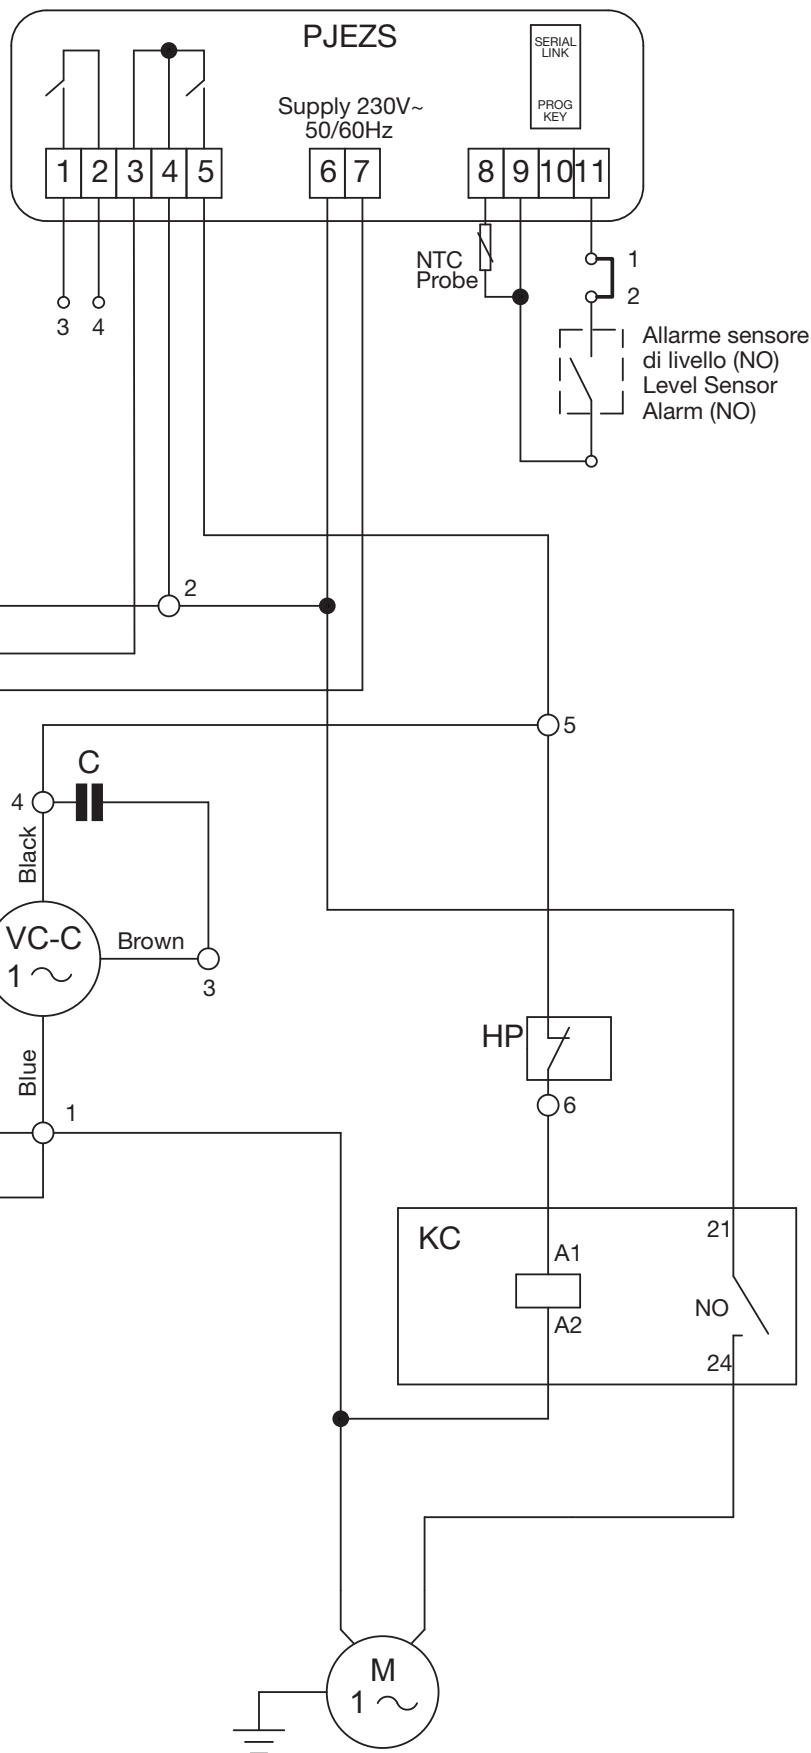 PJEZS
SERIAL
LINK
PROG
KEY
Supply 230V~
50/60Hz
1 2 3 4 5
6 7
8 9 10 11
NTC
Probe
1
2
3 4
Allarme sensore
di livello (NO)
Level Sensor
Alarm (NO)
2
5
C
4
Black
VC-C
1
Brown
3
Blue
1
HP
6
KC
21
A1
NO
A2
24
M
1